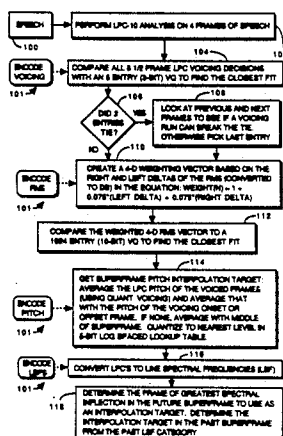 SPEECH
PERFORM LPC-10 ANALYSIS ON 4 FRAMES OF SPEECH
100
10
104
ENCODE
VOICING
COMPARE ALL 8 1/2 FRAME LPC VOICING DECISIONS
WITH AN 8 ENTRY (3-BIT) VQ TO FIND THE CLOSEST FIT
101
106
108
DID 2
ENTRIES
TIE?
YES
LOOK AT PREVIOUS AND NEXT
FRAMES TO SEE IF A VOICING
RUN CAN BREAK THE TIE.
OTHERWISE PICK LAST ENTRY
NO
110
ENCODE
RMS
CREATE A 4-D WEIGHTING VECTOR BASED ON THE
RIGHT AND LEFT DELTAS OF THE RMS (CONVERTED
TO DB) IN THE EQUATION: WEIGHT(N) = 1 +
0.075*(LEFT DELTA) + 0.075*(RIGHT DELTA)
101
112
COMPARE THE WEIGHTED 4-D RMS VECTOR TO A
1024 ENTRY (10-BIT) VQ TO FIND THE CLOSEST FIT
114
ENCODE
PITCH
GET SUPERFRAME PITCH INTERPOLATION TARGET:
AVERAGE THE LPC PITCH OF THE VOICED FRAMES
(USING QUANT VOICING) AND AVERAGE THAT
WITH THE PITCH OF THE VOICING ONSET OR
OFFSET FRAME. IF NONE, AVERAGE WITH
MIDDLE OF SUPERFRAME. QUANTIZE TO NEAREST LEVEL IN
LOG SPACED LOOKUP TABLE
101
116
ENCODE
CONVERT LPC'S TO LINE SPECTRAL FREQUENCIES (LSF)
101
118
DETERMINE THE FRAME OF GREATEST SPECTRAL
INFLECTION IN THE FUTURE SUPERFRAME TO USE AS
AN INTERPOLATION TARGET. DETERMINE THE
INTERPOLATION TARGET IN THE PAST SUPERFRAME
FROM THE PAST LSF CATEGORY